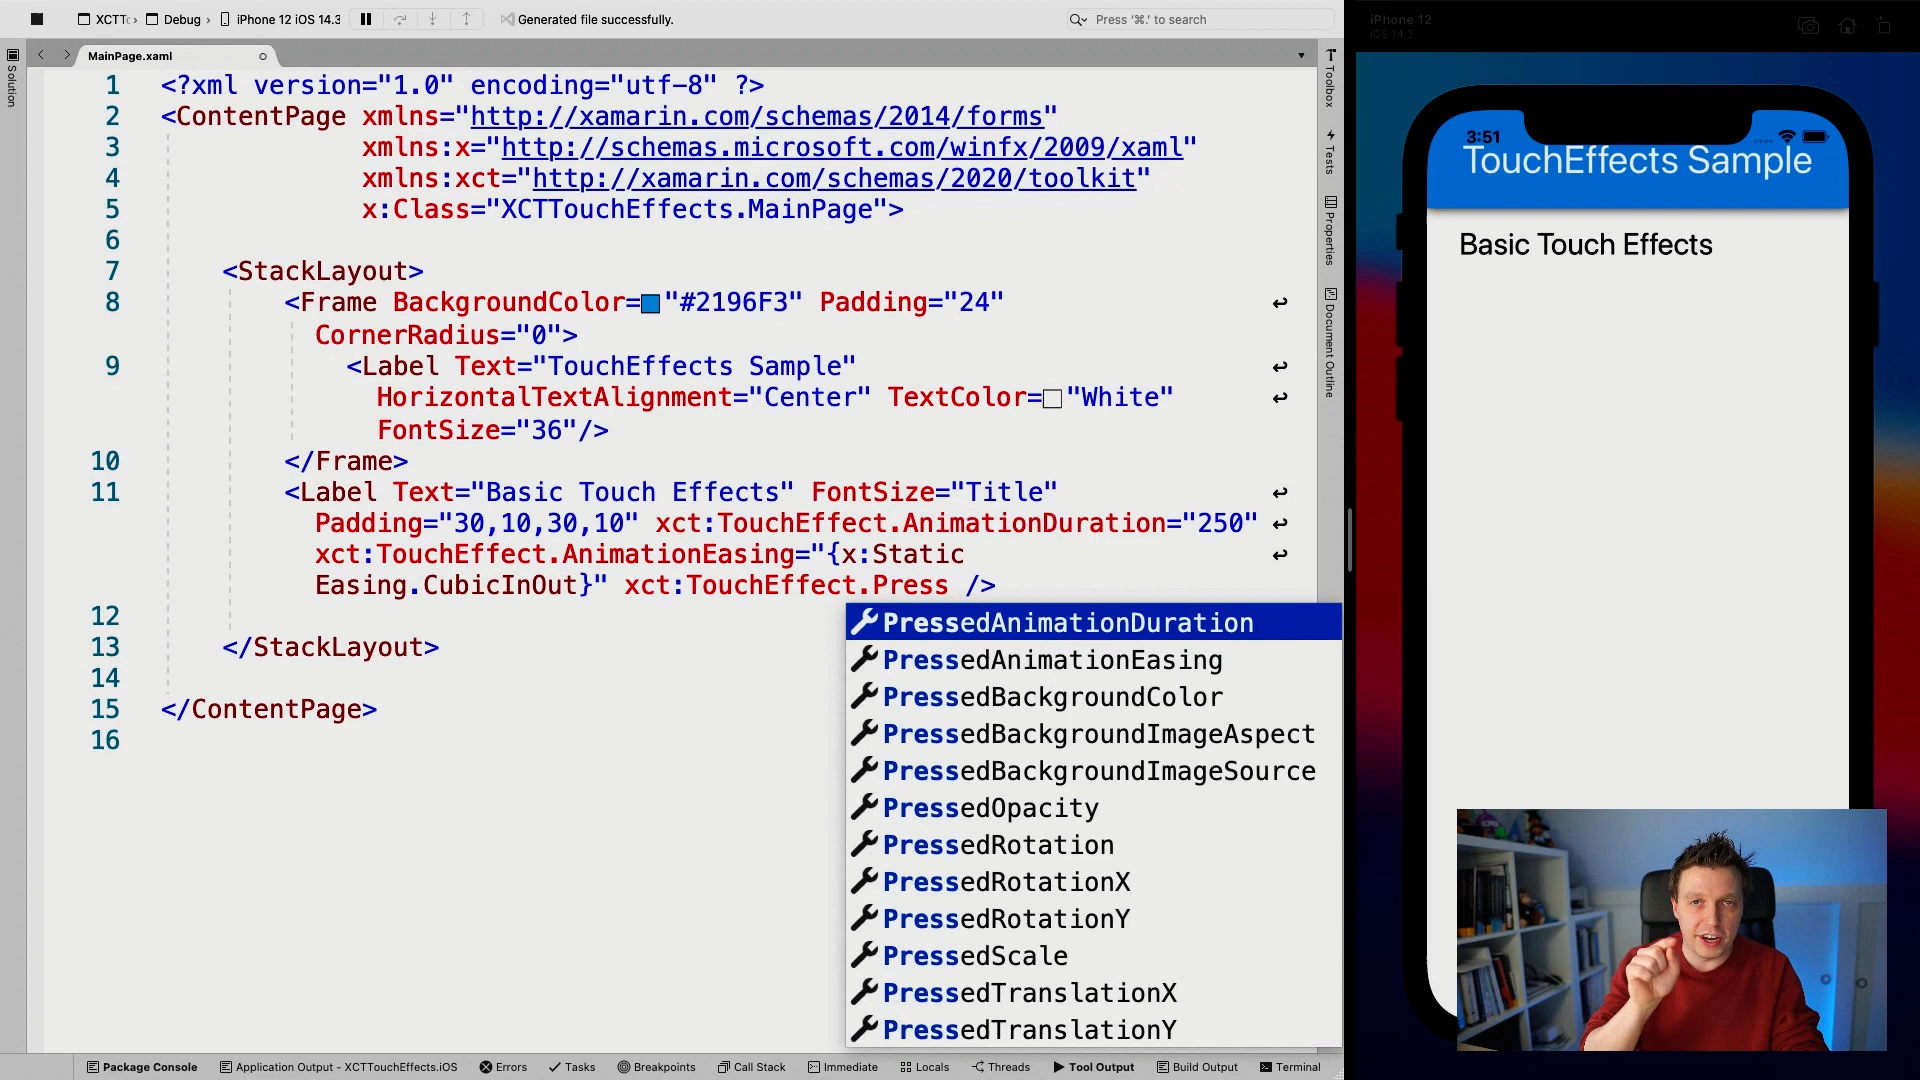 XCTT
Debug
iPhone 12 iOS 14.3
Generated file successfully.
Press ‘⌘.’ to search
iPhone 12
iOS 14.3
MainPage.xaml
Solution
Toolbox
Tests
Properties
Document Outline
1 <?xml version="1.0" encoding="utf-8" ?>
2 <ContentPage xmlns="http://xamarin.com/schemas/2014/forms"
3 xmlns:x="http://schemas.microsoft.com/winfx/2009/xaml"
4 xmlns:xct="http://xamarin.com/schemas/2020/toolkit"
5 x:Class="XCTTouchEffects.MainPage">
6
7 <StackLayout>
8 <Frame BackgroundColor="#2196F3" Padding="24"
CornerRadius="0">
9 <Label Text="TouchEffects Sample"
HorizontalTextAlignment="Center" TextColor="White"
FontSize="36"/>
10 </Frame>
11 <Label Text="Basic Touch Effects" FontSize="Title"
Padding="30,10,30,10" xct:TouchEffect.AnimationDuration="250"
xct:TouchEffect.AnimationEasing="{x:Static
Easing.CubicInOut}" xct:TouchEffect.Press />
12
13 </StackLayout>
14
15 </ContentPage>
16
PressedAnimationDuration
PressedAnimationEasing
PressedBackgroundColor
PressedBackgroundImageAspect
PressedBackgroundImageSource
PressedOpacity
PressedRotation
PressedRotationX
PressedRotationY
PressedScale
PressedTranslationX
PressedTranslationY
3:51
TouchEffects Sample
Basic Touch Effects
Package Console
Application Output - XCTTouchEffects.iOS
Errors
Tasks
Breakpoints
Call Stack
Immediate
Locals
Threads
Tool Output
Build Output
Terminal